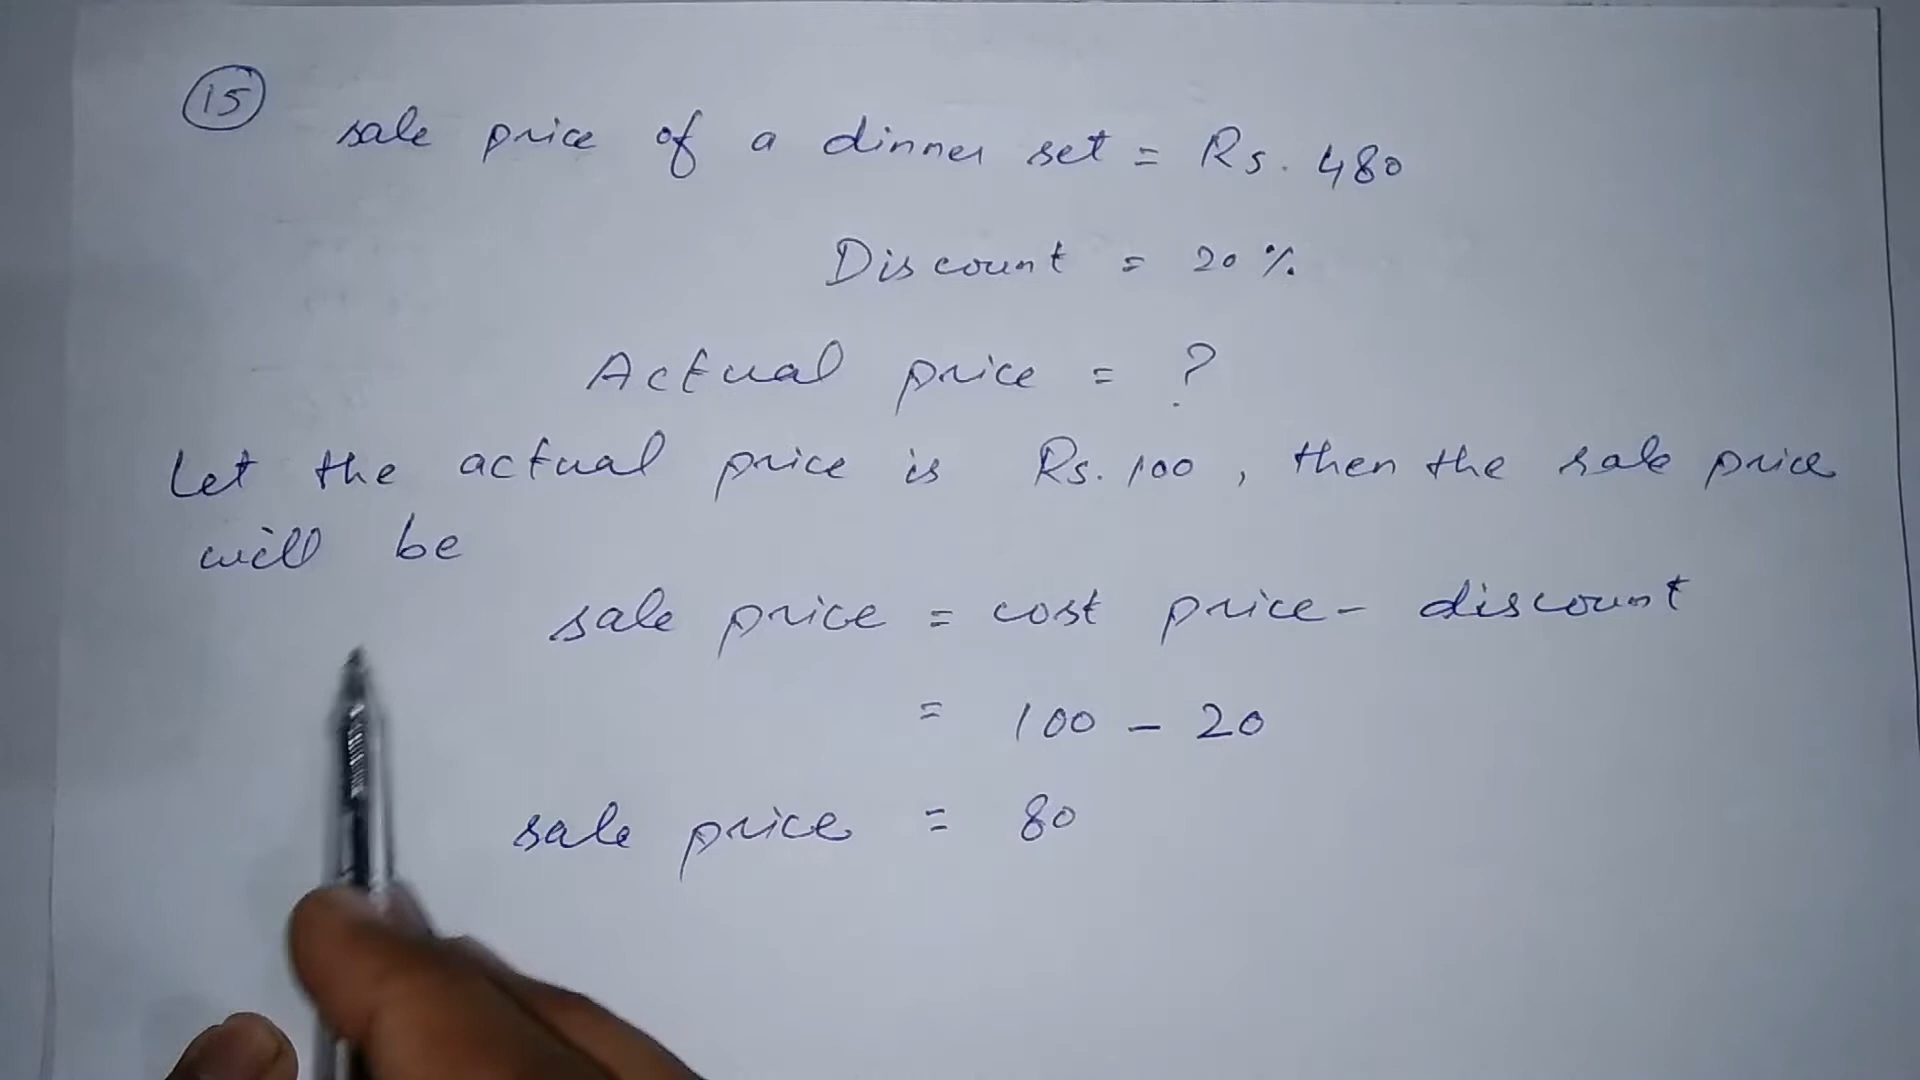 15
sale price of a dinner set = Rs. 480
Discount = 20%
Actual price = ?
Let the actual price is Rs. 100, then the sale price
will be
sale price = cost price - discount
= 100 - 20
sale price = 80